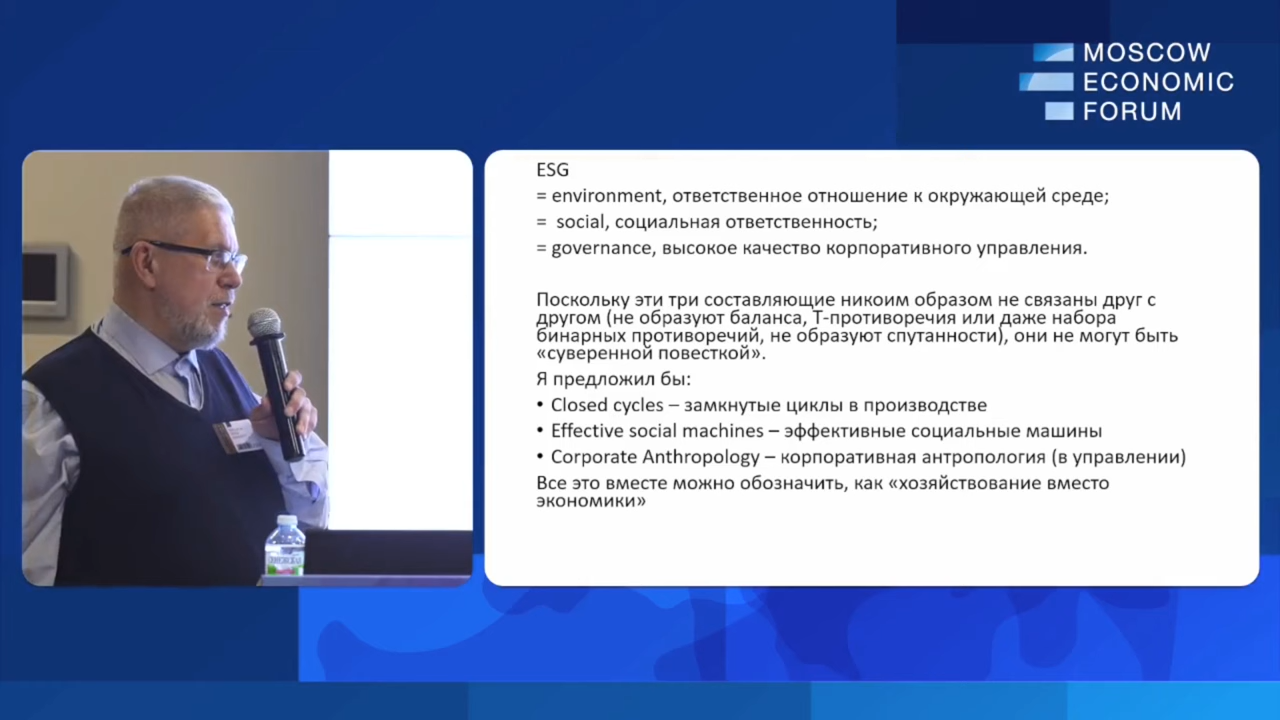 MOSCOW
ECONOMIC
FORUM
ESG
= environment, ответственное отношение к окружающей среде;
= social, социальная ответственность;
= governance, высокое качество корпоративного управления.
Поскольку эти три составляющие никоим образом не связаны друг с
другом (не образуют баланса, Т-противоречия или даже набора
бинарных противоречий, не образуют спутанности), они не могут быть
«суверенной повесткой».
Я предложил бы:
• Closed cycles – замкнутые циклы в производстве
• Effective social machines – эффективные социальные машины
• Corporate Anthropology – корпоративная антропология (в управлении)
Все это вместе можно обозначить, как «хозяйствование вместо
экономики»